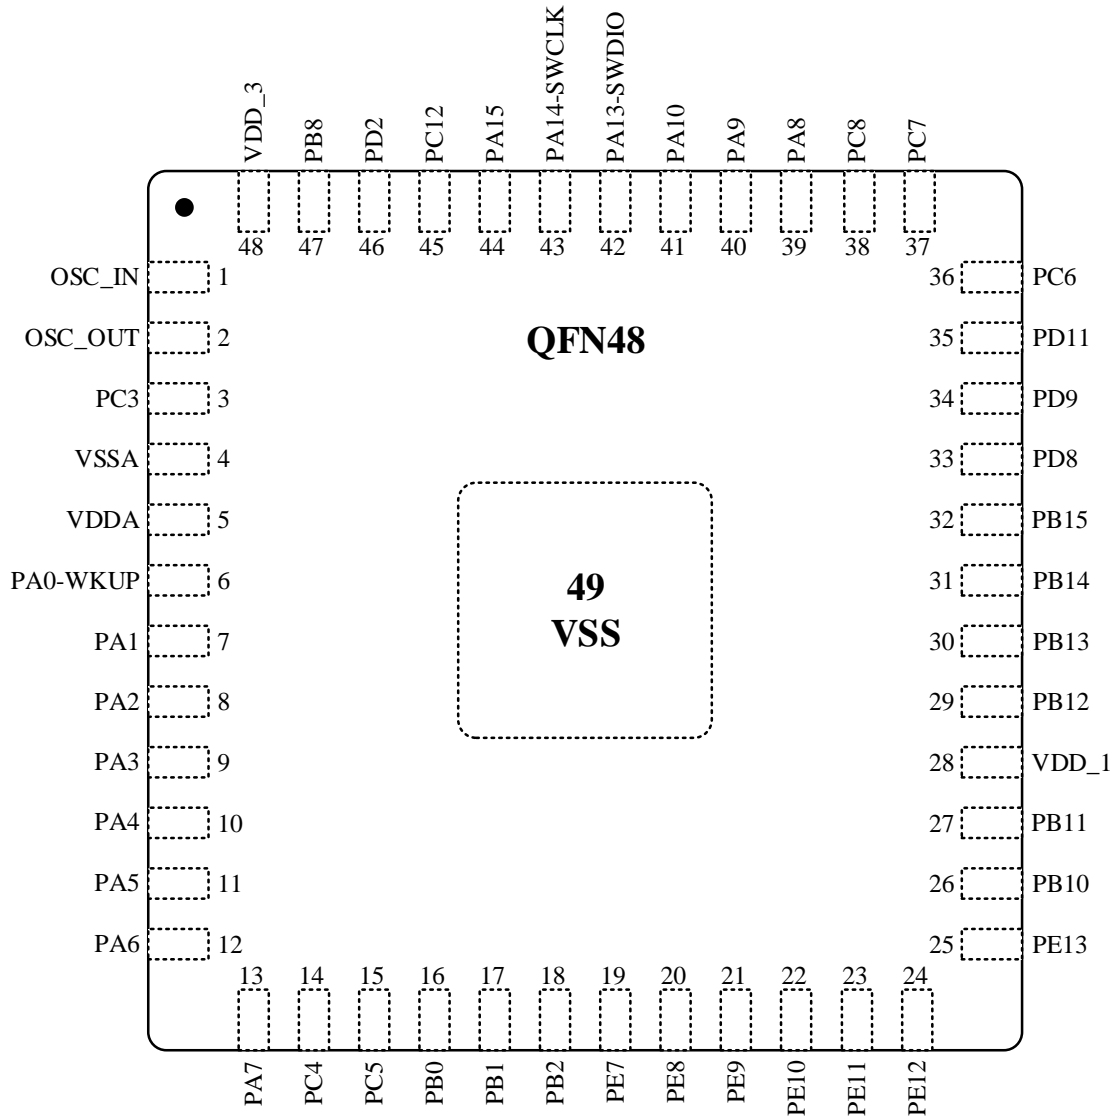 VDD_3
PB8
PD2
PC12
PA15
PA14-SWCLK
PA13-SWDIO
PA10
PA9
PA8
PC8
PC7
48
47
46
45
44
43
42
41
40
39
38
37
OSC_IN 1
36 PC6
OSC_OUT 2
QFN48
35 PD11
PC3 3
34 PD9
VSSA 4
33 PD8
VDDA 5
32 PB15
PA0-WKUP 6
49
VSS
31 PB14
PA1 7
30 PB13
PA2 8
29 PB12
PA3 9
28 VDD_1
PA4 10
27 PB11
PA5 11
26 PB10
PA6 12
25 PE13
13
14
15
16
17
18
19
20
21
22
23
24
PA7
PC4
PC5
PB0
PB1
PB2
PE7
PE8
PE9
PE10
PE11
PE12